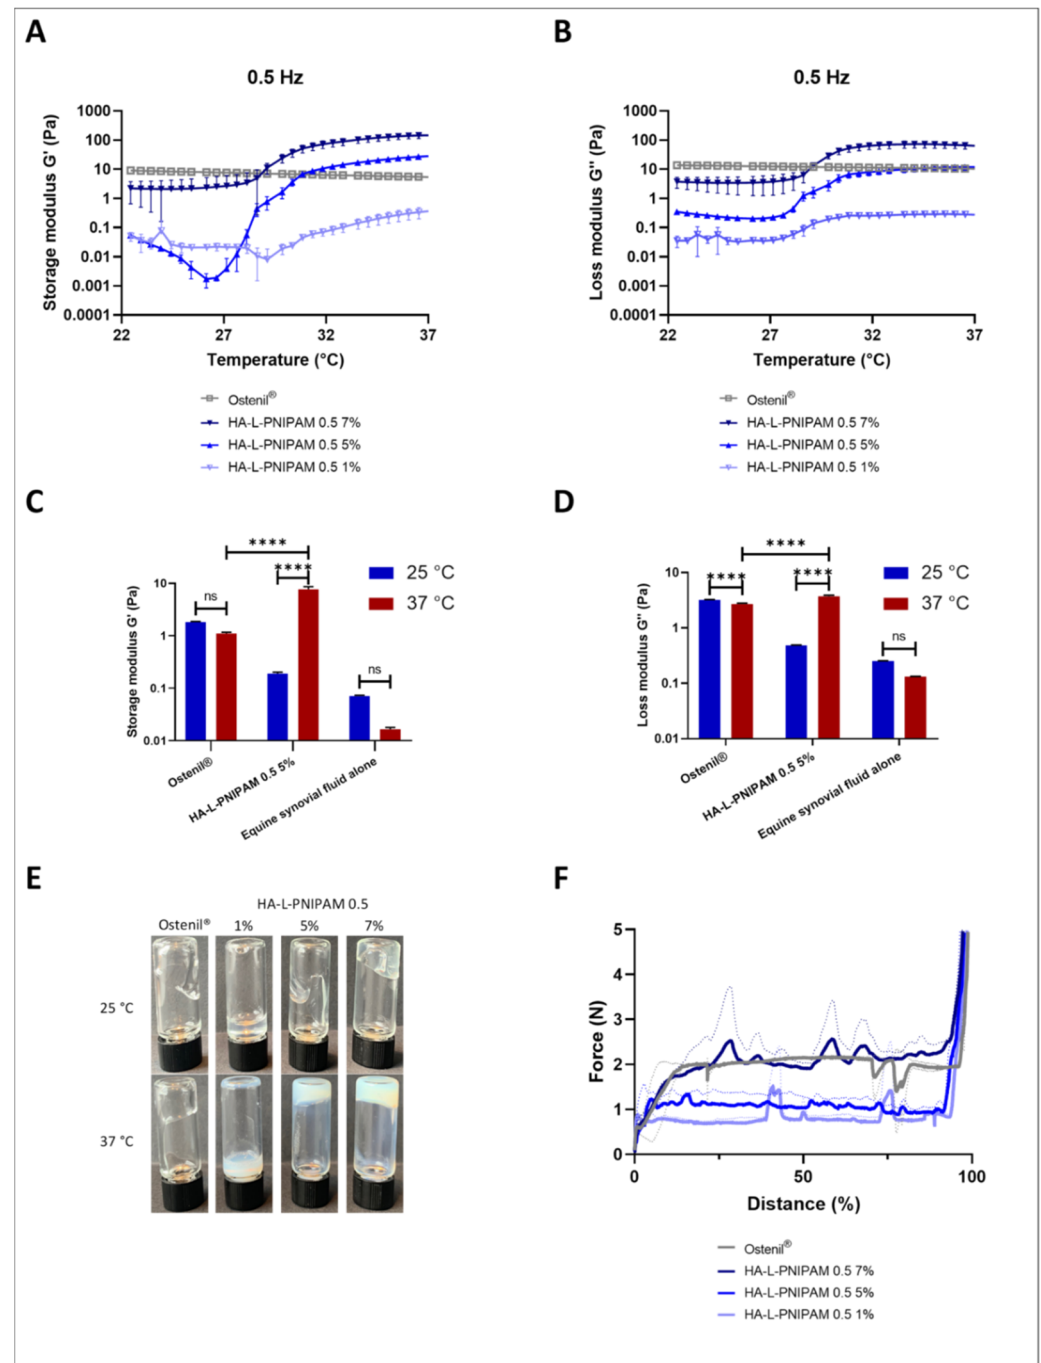 A
0.5 Hz
Storage modulus G' (Pa)
1000
100
10
1
0.1
0.01
0.001
0.0001
22 27 32 37
Temperature (°C)
Ostenil®
HA-L-PNIPAM 0.5 7%
HA-L-PNIPAM 0.5 5%
HA-L-PNIPAM 0.5 1%
B
0.5 Hz
Loss modulus G'' (Pa)
1000
100
10
1
0.1
0.01
0.001
0.0001
22 27 32 37
Temperature (°C)
Ostenil®
HA-L-PNIPAM 0.5 7%
HA-L-PNIPAM 0.5 5%
HA-L-PNIPAM 0.5 1%
C
Storage modulus G' (Pa)
10
1
0.1
0.01
****
****
ns
ns
25 °C
37 °C
Ostenil®
HA-L-PNIPAM 0.5 5%
Equine synovial fluid alone
D
Loss modulus G'' (Pa)
10
1
0.1
0.01
****
**** ****
ns
25 °C
37 °C
Ostenil®
HA-L-PNIPAM 0.5 5%
Equine synovial fluid alone
E
HA-L-PNIPAM 0.5
Ostenil® 1% 5% 7%
25 °C
37 °C
F
Force (N)
5
4
3
2
1
0
0 50 100
Distance (%)
Ostenil®
HA-L-PNIPAM 0.5 7%
HA-L-PNIPAM 0.5 5%
HA-L-PNIPAM 0.5 1%